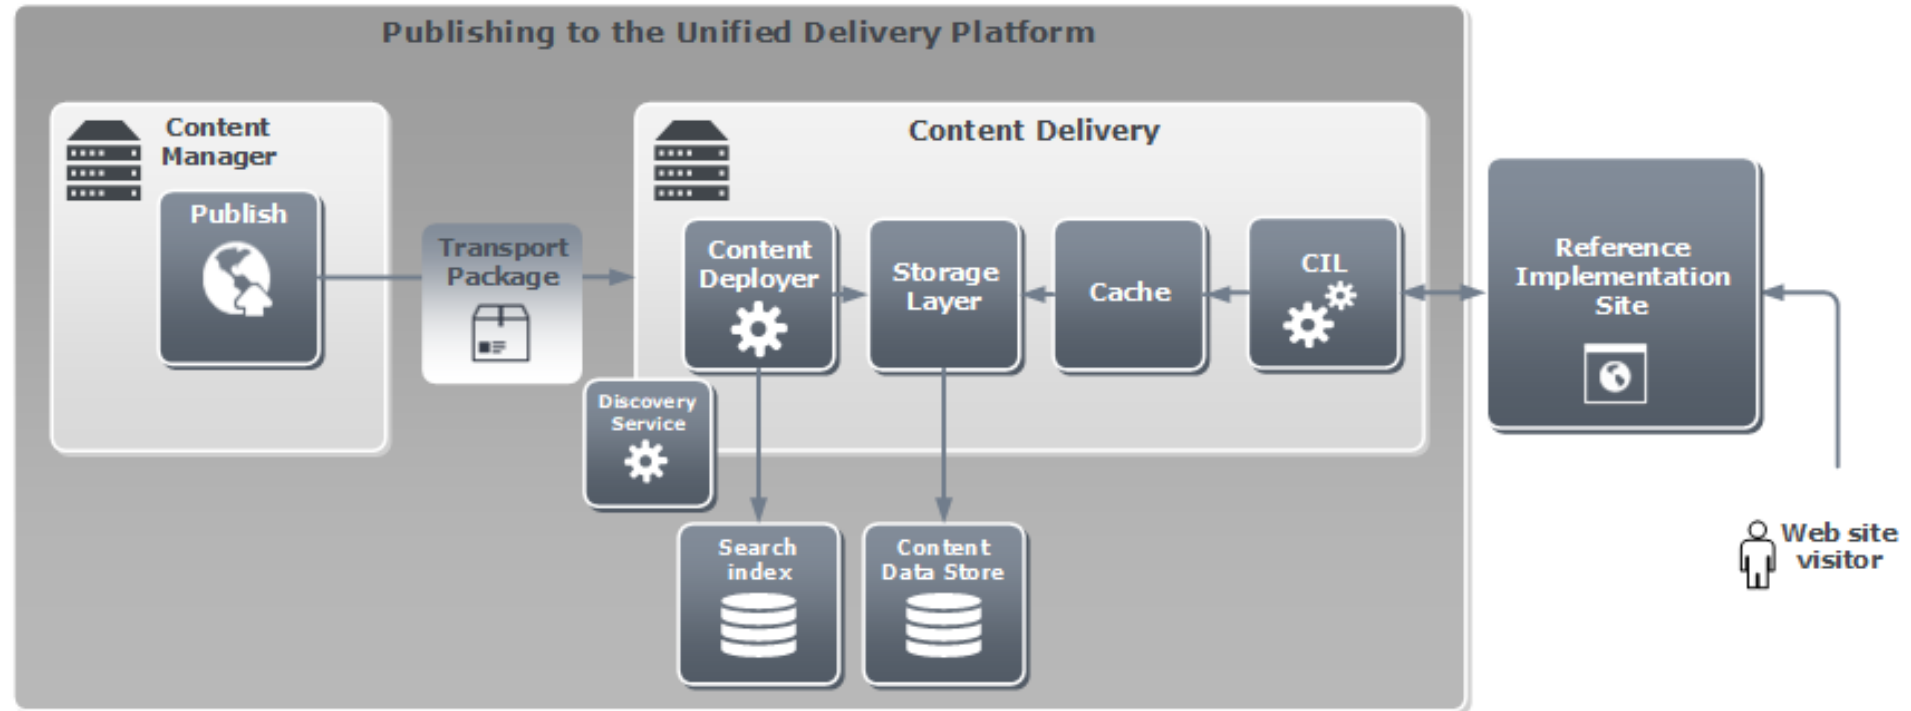 Publishing to the Unified Delivery Platform
Content
Manager
Publish
Transport
Package
Content Delivery
Content
Deployer
Storage
Layer
Cache
CIL
Reference
Implementation
Site
Discovery
Service
Search
index
Content
Data Store
Web site
visitor